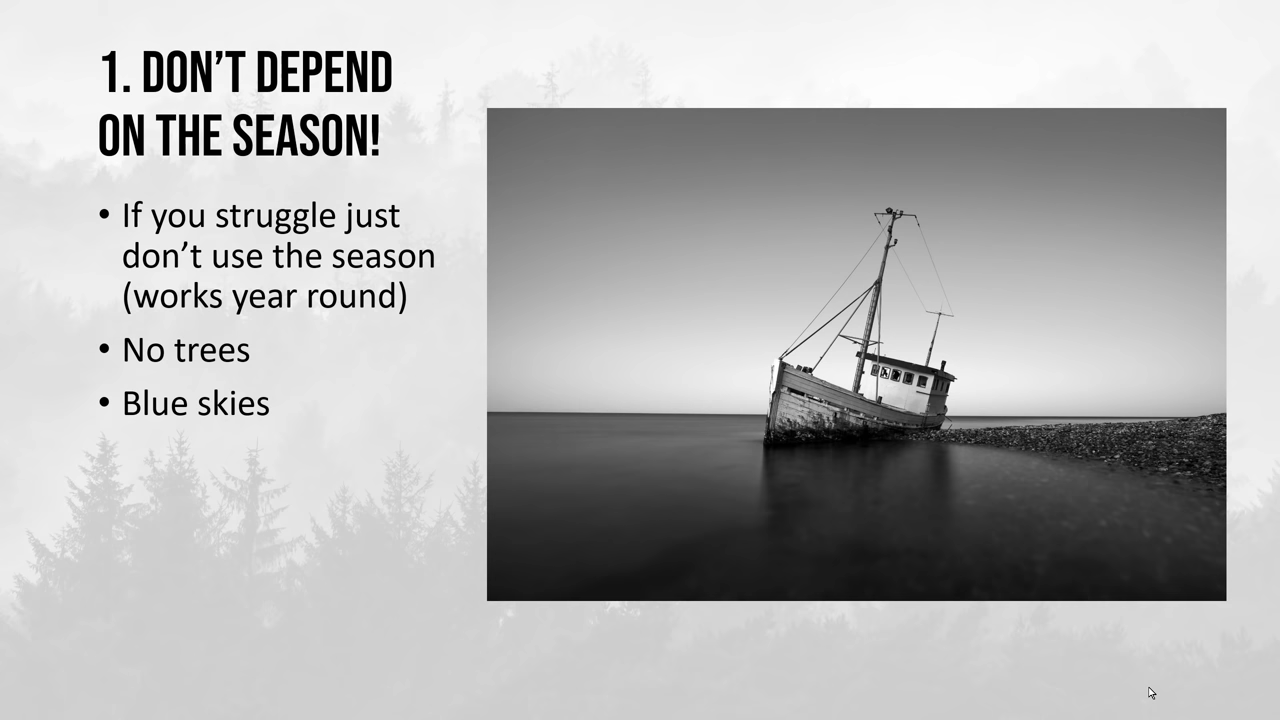 1. DON’T DEPEND
ON THE SEASON!
• If you struggle just
don’t use the season
(works year round)
• No trees
• Blue skies